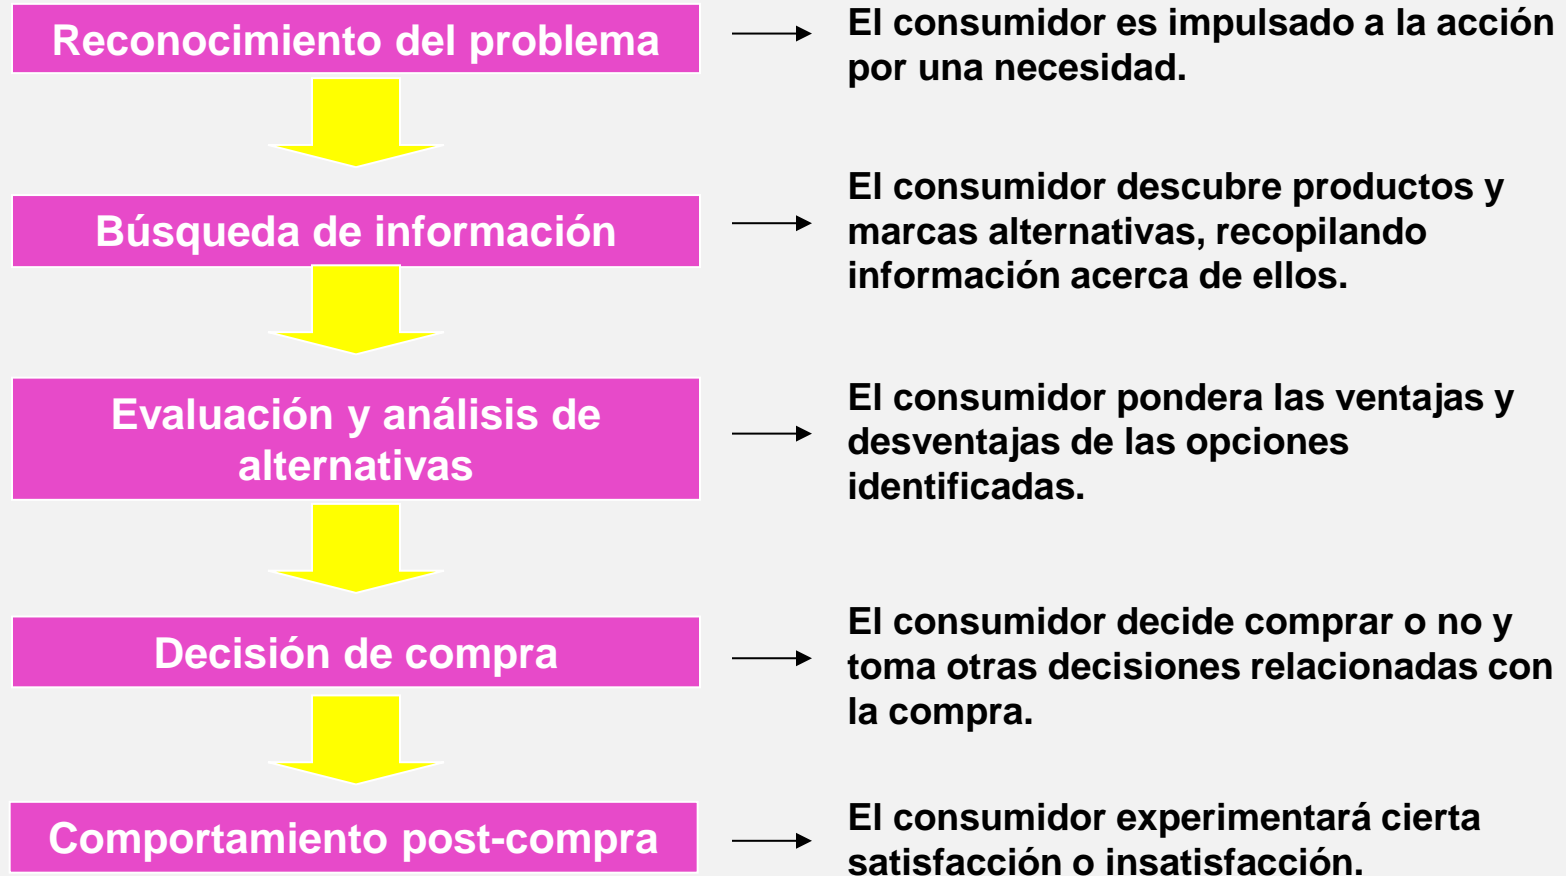 Reconocimiento del problema
El consumidor es impulsado a la acción
por una necesidad.
Búsqueda de información
El consumidor descubre productos y
marcas alternativas, recopilando
información acerca de ellos.
Evaluación y análisis de
alternativas
El consumidor pondera las ventajas y
desventajas de las opciones
identificadas.
Decisión de compra
El consumidor decide comprar o no y
toma otras decisiones relacionadas con
la compra.
Comportamiento post-compra
El consumidor experimentará cierta
satisfacción o insatisfacción.